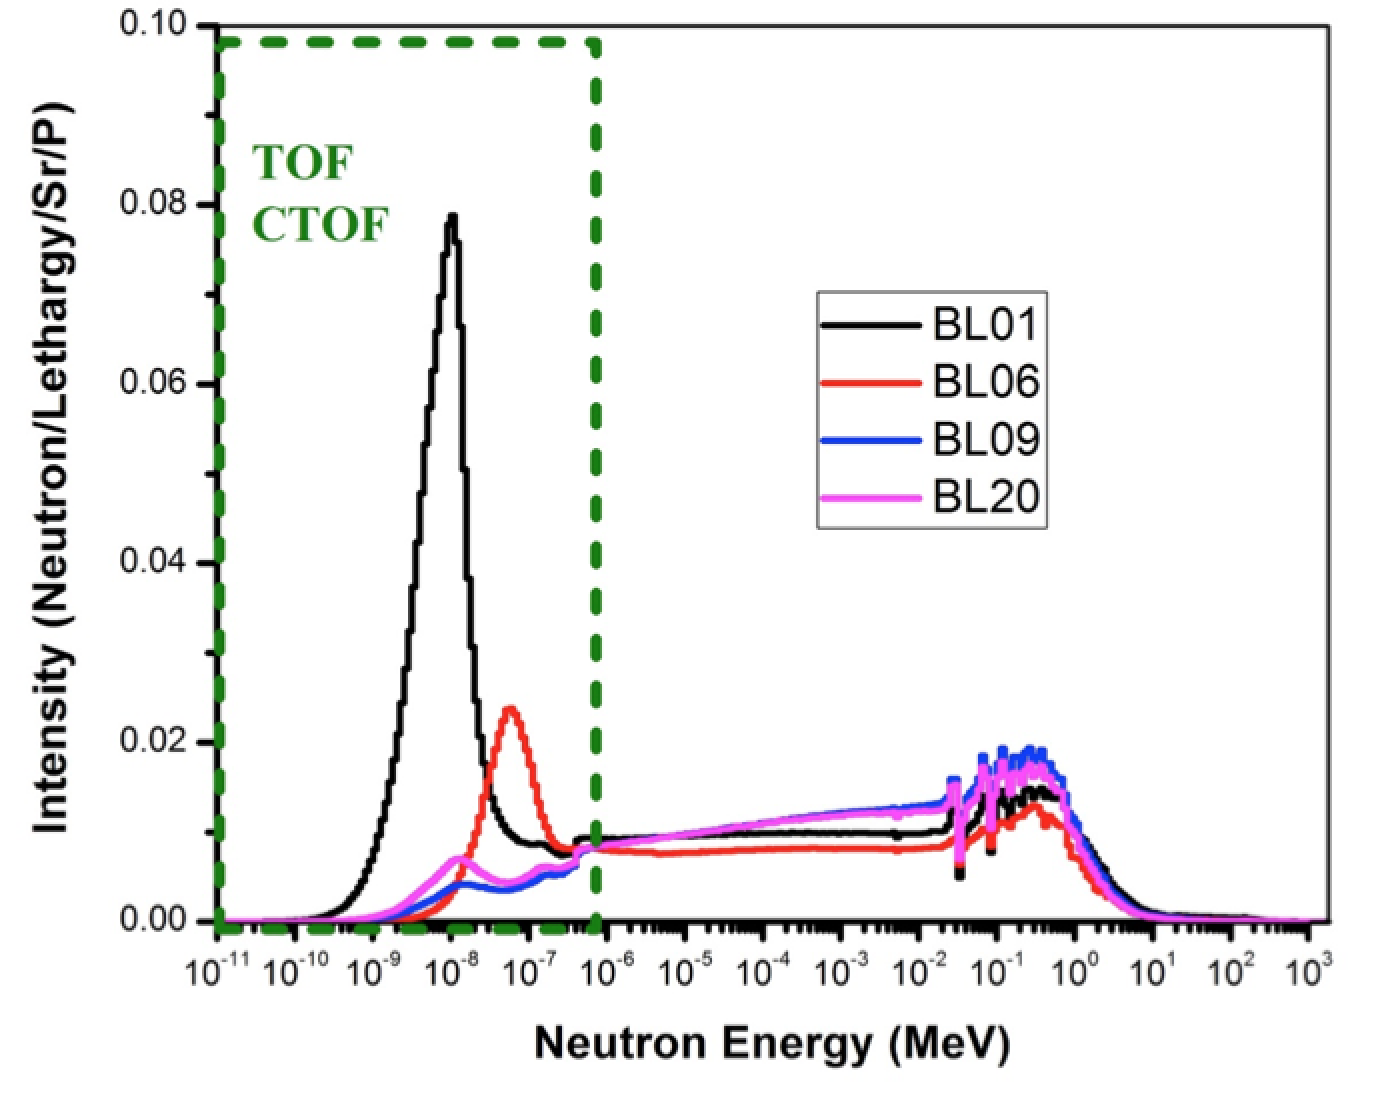 Intensity (Neutron/Lethargy/Sr/P)
0.10
0.08
0.06
0.04
0.02
0.00
TOF
CTOF
BL01
BL06
BL09
BL20
10⁻¹¹ 10⁻¹⁰ 10⁻⁹ 10⁻⁸ 10⁻⁷ 10⁻⁶ 10⁻⁵ 10⁻⁴ 10⁻³ 10⁻² 10⁻¹ 10⁰ 10¹ 10² 10³
Neutron Energy (MeV)